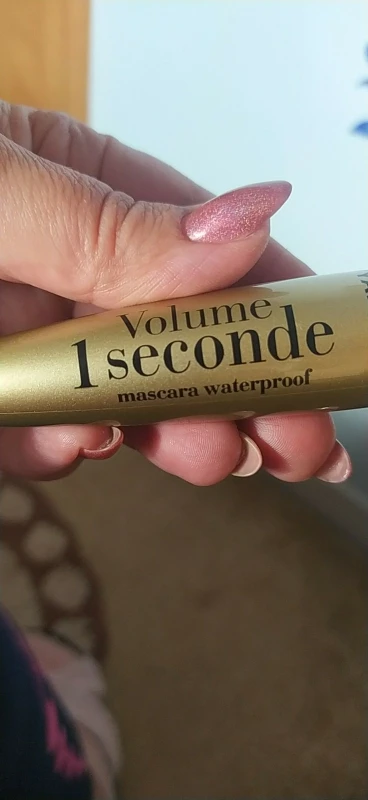 Volume
1 seconde
mascara waterproof